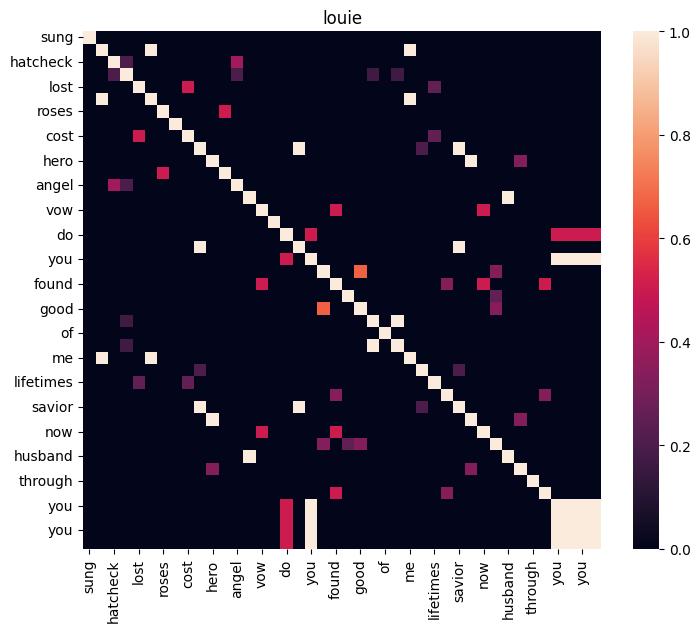 louie
sung
hatcheck
lost
roses
cost
hero
angel
vow
do
you
found
good
of
me
lifetimes
savior
now
husband
through
you
you
sung
hatcheck
lost
roses
cost
hero
angel
vow
do
you
found
good
of
me
lifetimes
savior
now
husband
through
you
you
1.0
0.8
0.6
0.4
0.2
0.0